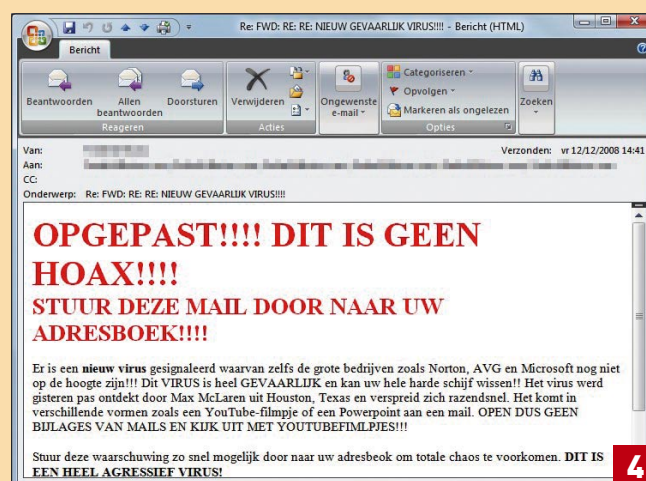 Re: FWD: RE: RE: NIEUW GEVAARLIJK VIRUS!!!! - Bericht (HTML)
Bericht
Beantwoorden
Allen beantwoorden
Doorsturen
Verwijderen
Ongewenste e-mail
Categoriseren
Opvolgen
Markeren als ongelezen
Zoeken
Reageren
Acties
Opties
Van:
Verzonden: vr 12/12/2008 14:41
Aan:
CC:
Onderwerp: Re: FWD: RE: RE: NIEUW GEVAARLIJK VIRUS!!!!
OPGEPAST!!!! DIT IS GEEN
HOAX!!!!
STUUR DEZE MAIL DOOR NAAR UW
ADRESBOEK!!!!
Er is een nieuw virus gesignaleerd waarvan zelfs de grote bedrijven zoals Norton, AVG en Microsoft nog niet
op de hoogte zijn!!! Dit VIRUS is heel GEVAARLIJK en kan uw hele harde schijf wissen!! Het virus werd
gisteren pas ontdekt door Max McLaren uit Houston, Texas en verspreid zich razendsnel. Het komt in
verschillende vormen zoals een YouTube-filmpje of een Powerpoint aan een mail. OPEN DUS GEEN
BIJLAGES VAN MAILS EN KIJK UIT MET YOUTUBEFIMLPJES!!!
Stuur deze waarschuwing zo snel mogelijk door naar uw adresbeok om totale chaos te voorkomen. DIT IS
EEN HEEL AGRESSIEF VIRUS!
4